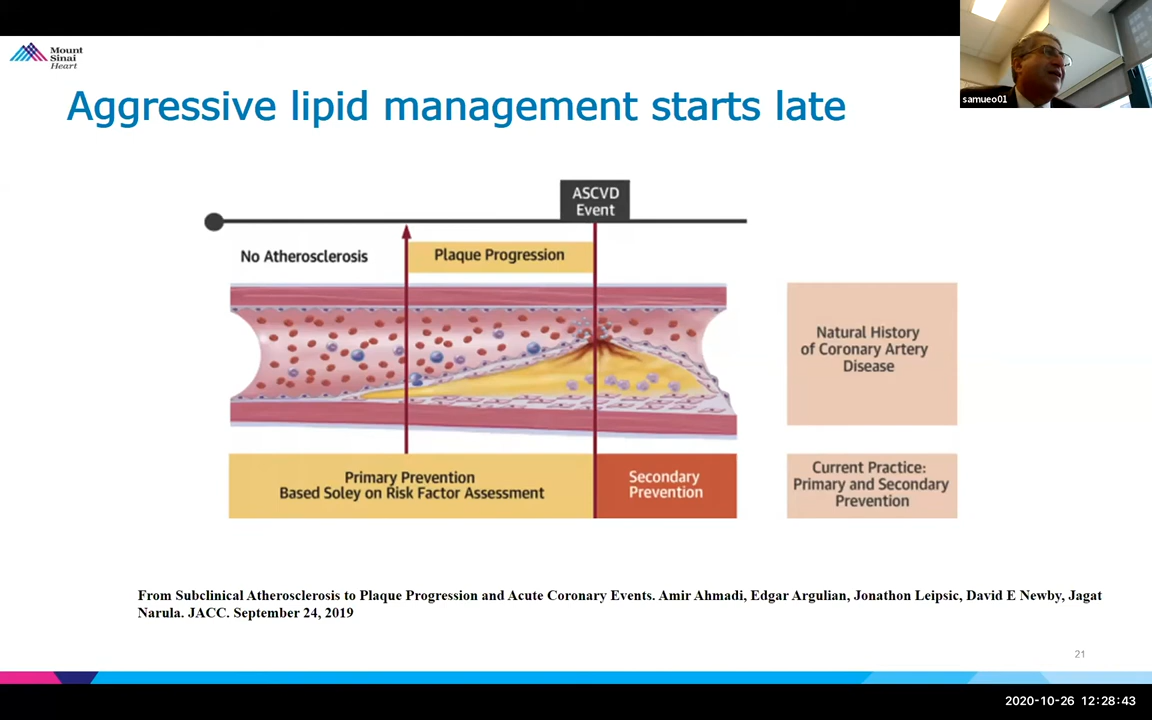 Mount
Sinai
Heart
samueo01
Aggressive lipid management starts late
ASCVD
Event
No Atherosclerosis
Plaque Progression
Natural History
of Coronary Artery
Disease
Primary Prevention
Based Soley on Risk Factor Assessment
Secondary
Prevention
Current Practice:
Primary and Secondary
Prevention
From Subclinical Atherosclerosis to Plaque Progression and Acute Coronary Events. Amir Ahmadi, Edgar Argulian, Jonathon Leipsic, David E Newby, Jagat
Narula. JACC. September 24, 2019
21
2020-10-26 12:28:43